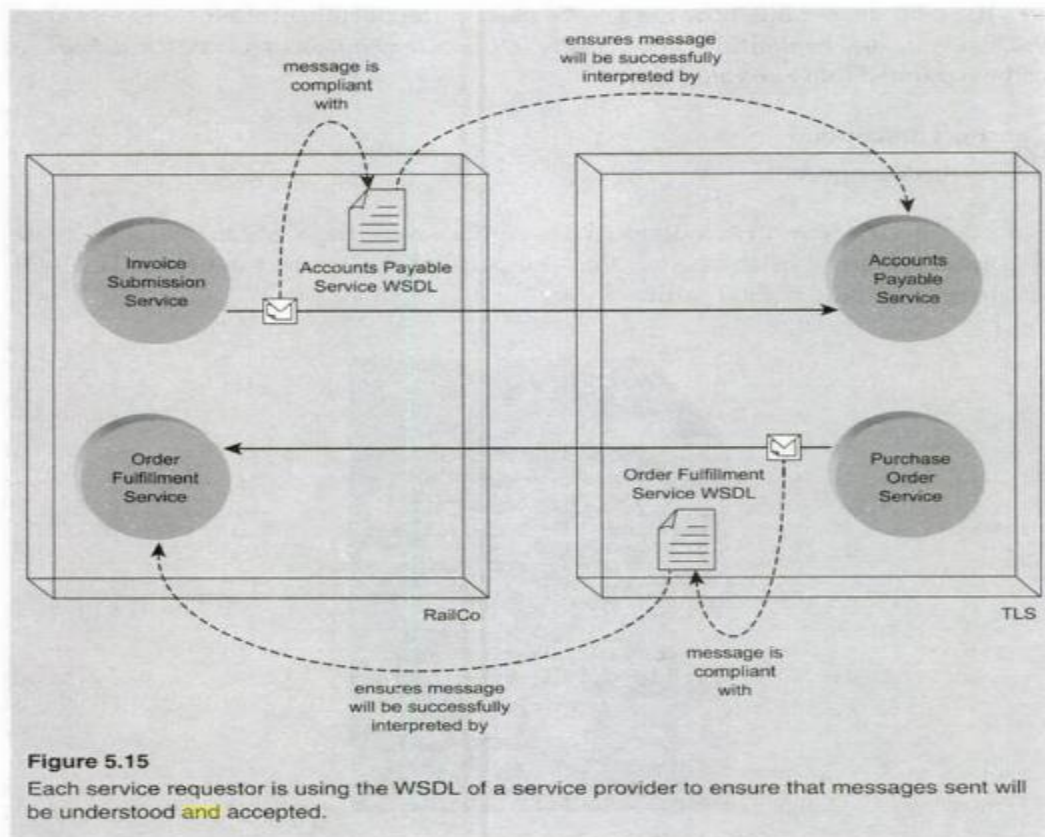 ensures message
will be successfully
interpreted by
message is
compliant
with
Invoice
Submission
Service
Accounts Payable
Service WSDL
Accounts
Payable
Service
Order
Fulfillment
Service
Order Fulfillment
Service WSDL
Purchase
Order
Service
RailCo
TLS
message is
compliant
with
ensures message
will be successfully
interpreted by
Figure 5.15
Each service requestor is using the WSDL of a service provider to ensure that messages sent will
be understood and accepted.